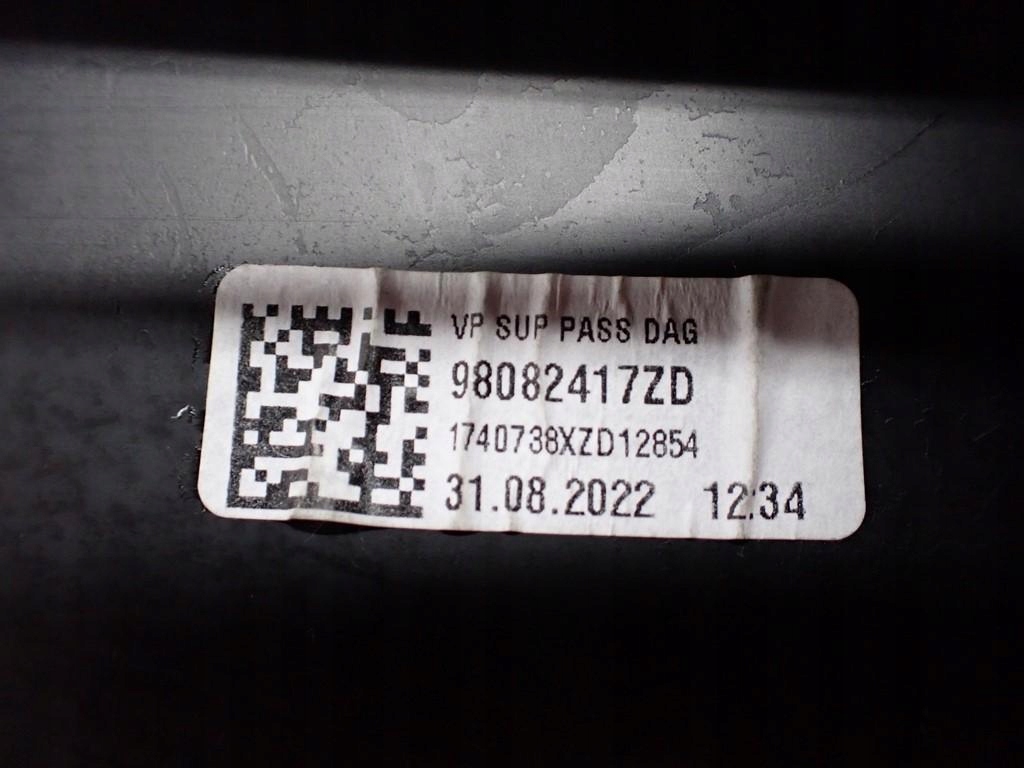 VP SUP PASS DAG
98082417ZD
1740738XZD12854
31.08.2022 12:34